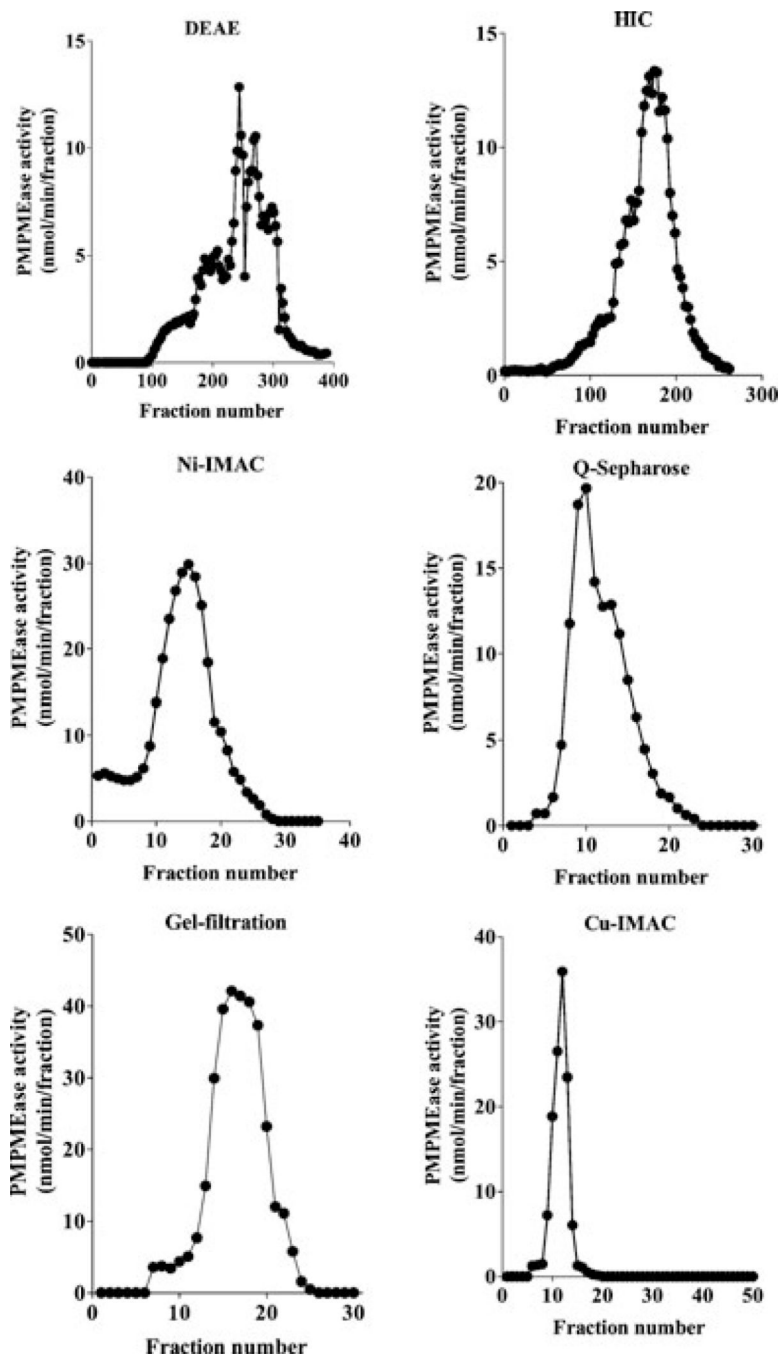 DEAE
PMPMEase activity
(nmol/min/fraction)
15
10
5
0
0 100 200 300 400
Fraction number
HIC
PMPMEase activity
(nmol/min/fraction)
15
10
5
0
0 100 200 300
Fraction number
Ni-IMAC
PMPMEase activity
(nmol/min/fraction)
40
30
20
10
0
0 10 20 30 40
Fraction number
Q-Sepharose
PMPMEase activity
(nmol/min/fraction)
20
15
10
5
0
0 10 20 30
Fraction number
Gel-filtration
PMPMEase activity
(nmol/min/fraction)
50
40
30
20
10
0
0 10 20 30
Fraction number
Cu-IMAC
PMPMEase activity
(nmol/min/fraction)
40
30
20
10
0
0 10 20 30 40 50
Fraction number